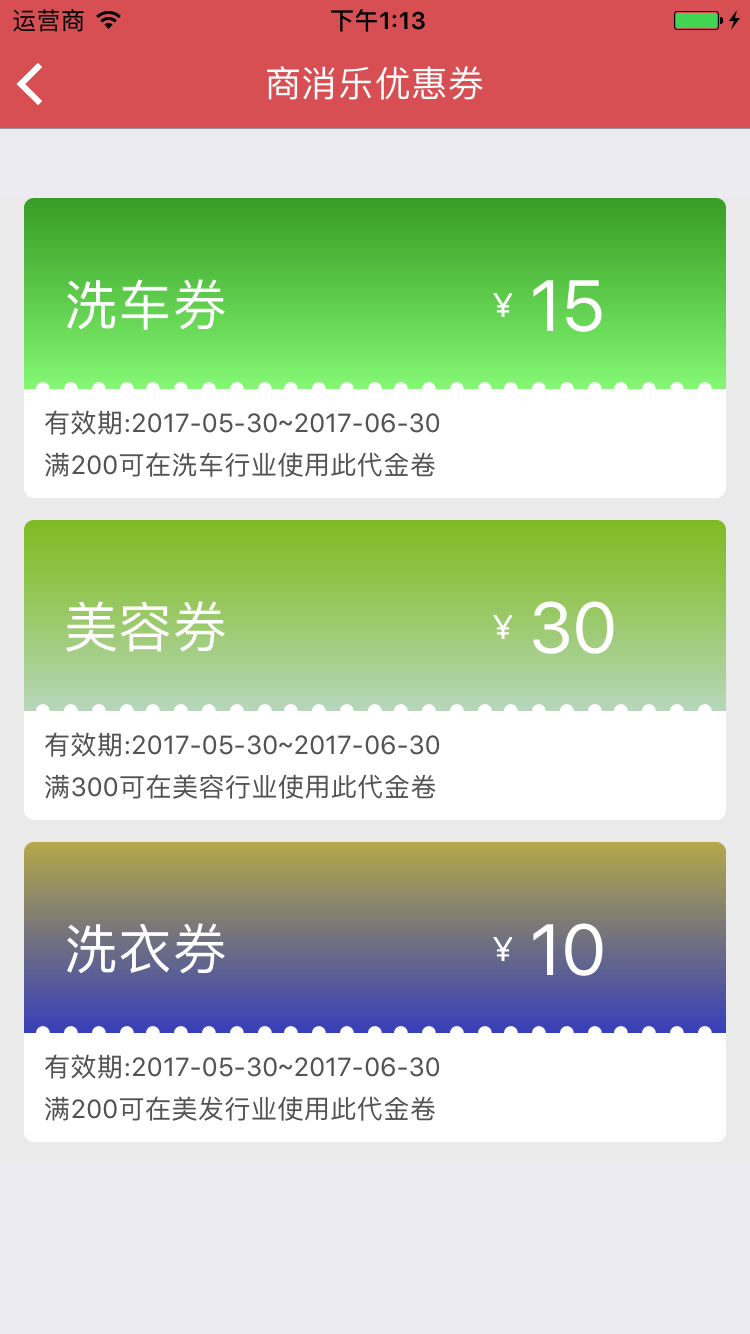 运营商 下午1:13
商消乐优惠券
洗车券 ¥ 15
有效期:2017-05-30~2017-06-30
满200可在洗车行业使用此代金卷
美容券 ¥ 30
有效期:2017-05-30~2017-06-30
满300可在美容行业使用此代金卷
洗衣券 ¥ 10
有效期:2017-05-30~2017-06-30
满200可在美发行业使用此代金卷